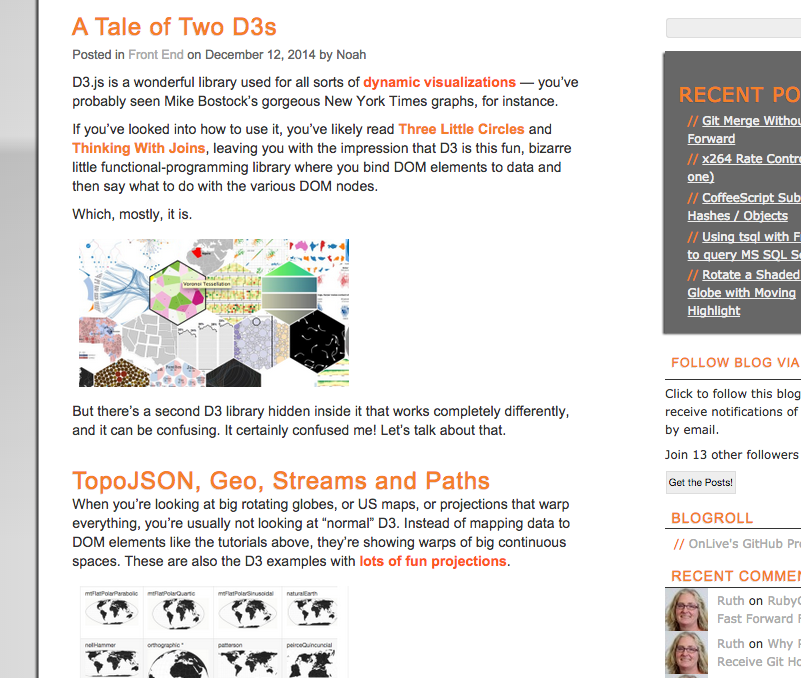 A Tale of Two D3s
Posted in Front End on December 12, 2014 by Noah
D3.js is a wonderful library used for all sorts of dynamic visualizations — you've
probably seen Mike Bostock's gorgeous New York Times graphs, for instance.
If you've looked into how to use it, you've likely read Three Little Circles and
Thinking With Joins, leaving you with the impression that D3 is this fun, bizarre
little functional-programming library where you bind DOM elements to data and
then say what to do with the various DOM nodes.
Which, mostly, it is.
Voronoi Tessellation
But there's a second D3 library hidden inside it that works completely differently,
and it can be confusing. It certainly confused me! Let's talk about that.
TopoJSON, Geo, Streams and Paths
When you're looking at big rotating globes, or US maps, or projections that warp
everything, you're usually not looking at "normal" D3. Instead of mapping data to
DOM elements like the tutorials above, they're showing warps of big continuous
spaces. These are also the D3 examples with lots of fun projections.
mtFlatPolarParabolic mtFlatPolarQuartic mtFlatPolarSinusoidal naturalEarth
nellHammer orthographic * patterson peirceQuincuncial
RECENT PO
// Git Merge Withou
Forward
// x264 Rate Contr
one)
// CoffeeScript Sub
Hashes / Objects
// Using tsql with F
to query MS SQL Se
// Rotate a Shaded
Globe with Moving
Highlight
FOLLOW BLOG VIA
Click to follow this blog
receive notifications of
by email.
Join 13 other followers
Get the Posts!
BLOGROLL
// OnLive's GitHub Pr
RECENT COMMEN
Ruth on RubyC
Fast Forward F
Ruth on Why F
Receive Git Ho